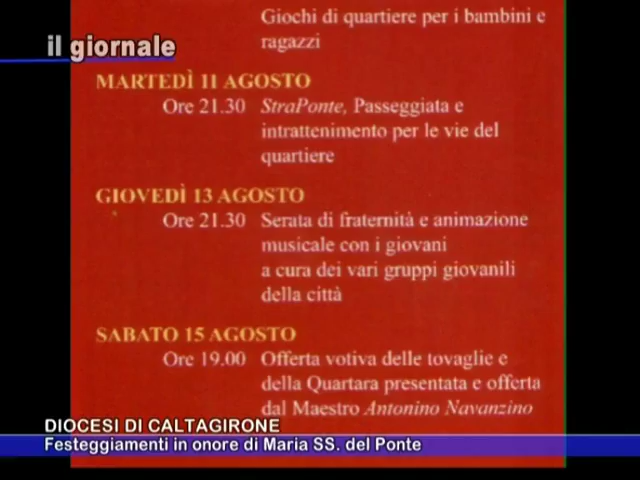 Giochi di quartiere per i bambini e
ragazzi
il giornale
MARTEDÌ 11 AGOSTO
Ore 21.30 StraPonte, Passeggiata e
intrattenimento per le vie del
quartiere
GIOVEDÌ 13 AGOSTO
Ore 21.30 Serata di fraternità e animazione
musicale con i giovani
a cura dei vari gruppi giovanili
della città
SABATO 15 AGOSTO
Ore 19.00 Offerta votiva delle tovaglie e
della Quartara presentata e offerta
dal Maestro Antonino Navanzino
DIOCESI DI CALTAGIRONE
Festeggiamenti in onore di Maria SS. del Ponte